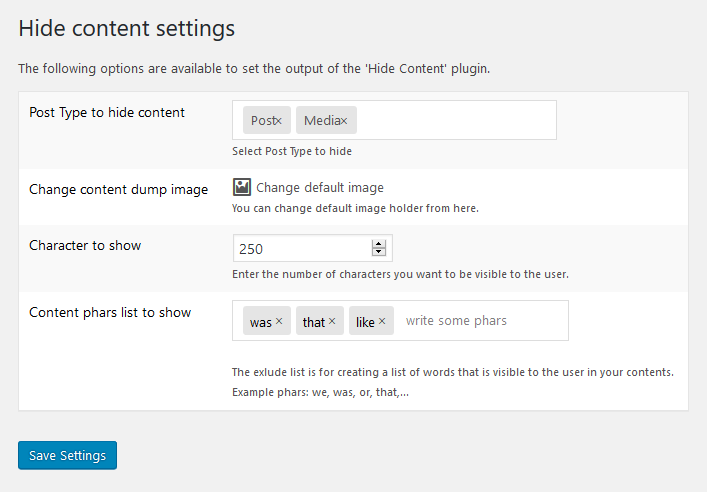 Hide content settings
The following options are available to set the output of the 'Hide Content' plugin.
Post Type to hide content
Post× Media×
Select Post Type to hide
Change content dump image
Change default image
You can change default image holder from here.
Character to show
250
Enter the number of characters you want to be visible to the user.
Content phars list to show
was × that × like × write some phars
The exlude list is for creating a list of words that is visible to the user in your contents.
Example phars: we, was, or, that,...
Save Settings